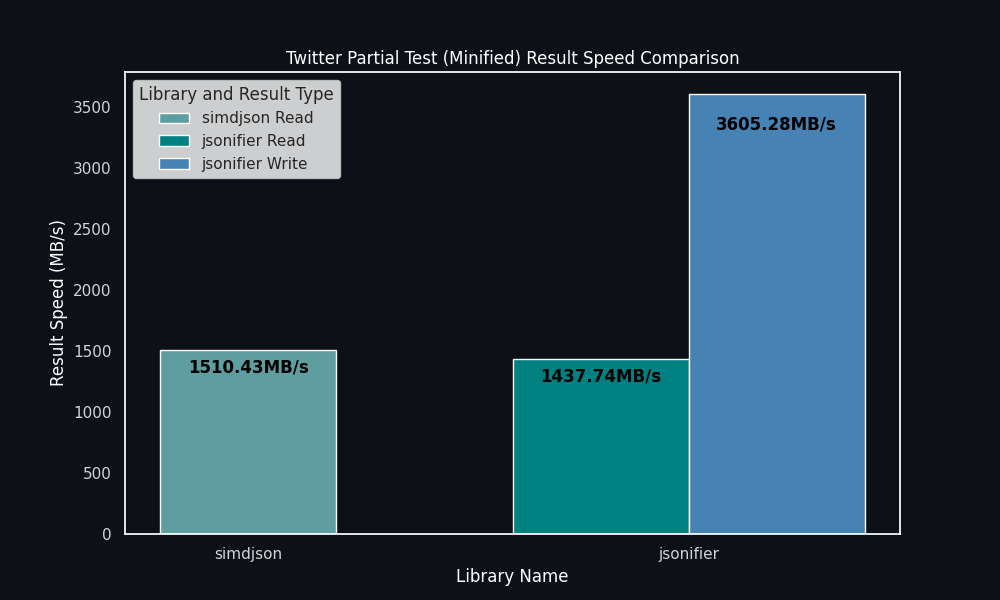 Twitter Partial Test (Minified) Result Speed Comparison
Library and Result Type
simdjson Read
jsonifier Read
jsonifier Write
3500
3000
2500
2000
1500
1000
500
0
Result Speed (MB/s)
1510.43MB/s
1437.74MB/s
3605.28MB/s
simdjson
jsonifier
Library Name